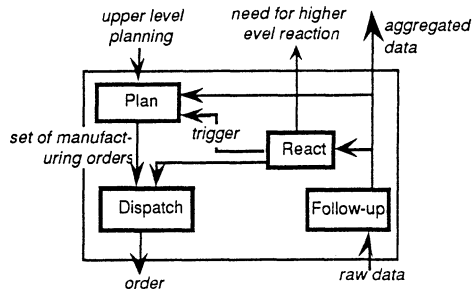 upper level
planning
need for higher
evel reaction
aggregated
data
Plan
set of manufact-
uring orders
trigger
React
Dispatch
Follow-up
order
raw data